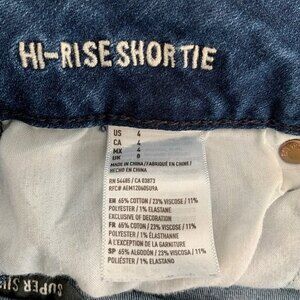 HI-RISE SHORTIE
US 4
CA 4
MX 4
UK 8
MADE IN CHINA/FABRIQUÉ EN CHINE/
HECHO EN CHINA
RN 54485 / CA 03873
RFC# AEM120605U9A
EN 65% COTTON / 23% VISCOSE / 11%
POLYESTER / 1% ELASTANE
EXCLUSIVE OF DECORATION
FR 65% COTON / 23% VISCOSE / 11%
POLYESTER / 1% ÉLASTHANNE
À L'EXCEPTION DE LA GARNITURE
SP 65% ALGODÓN / 23% VISCOSA / 11%
POLIÉSTER / 1% ELASTANO
SUPER